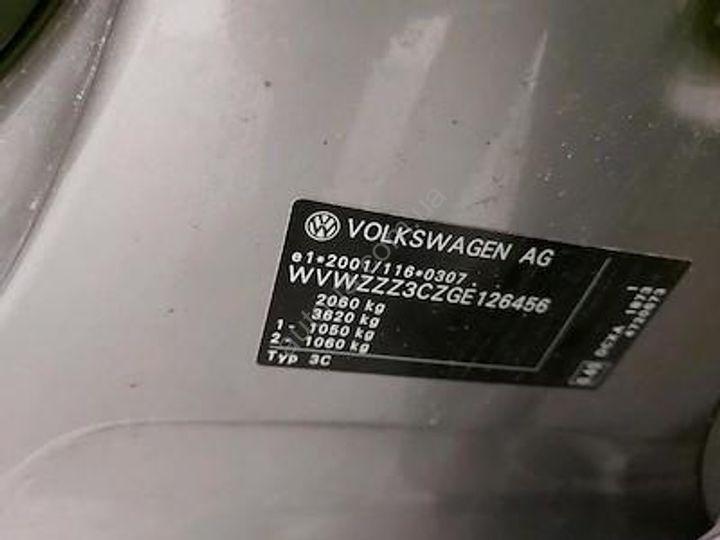 VOLKSWAGEN AG
e1*2001/116*0307
WVWZZZ3CZGE126456
2060 kg
3620 kg
1 - 1050 kg
2 - 1060 kg
Typ 3C